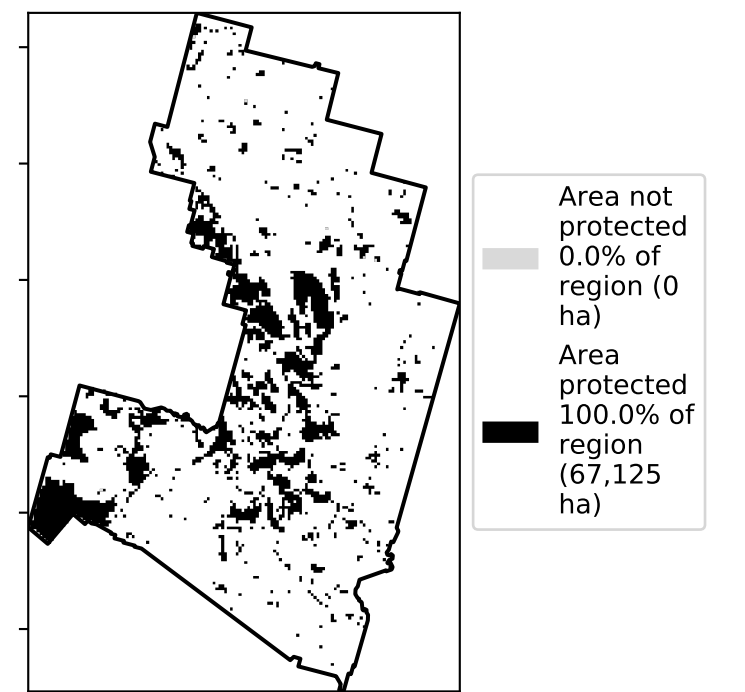 Area not
protected
0.0% of
region (0
ha)
Area
protected
100.0% of
region
(67,125
ha)